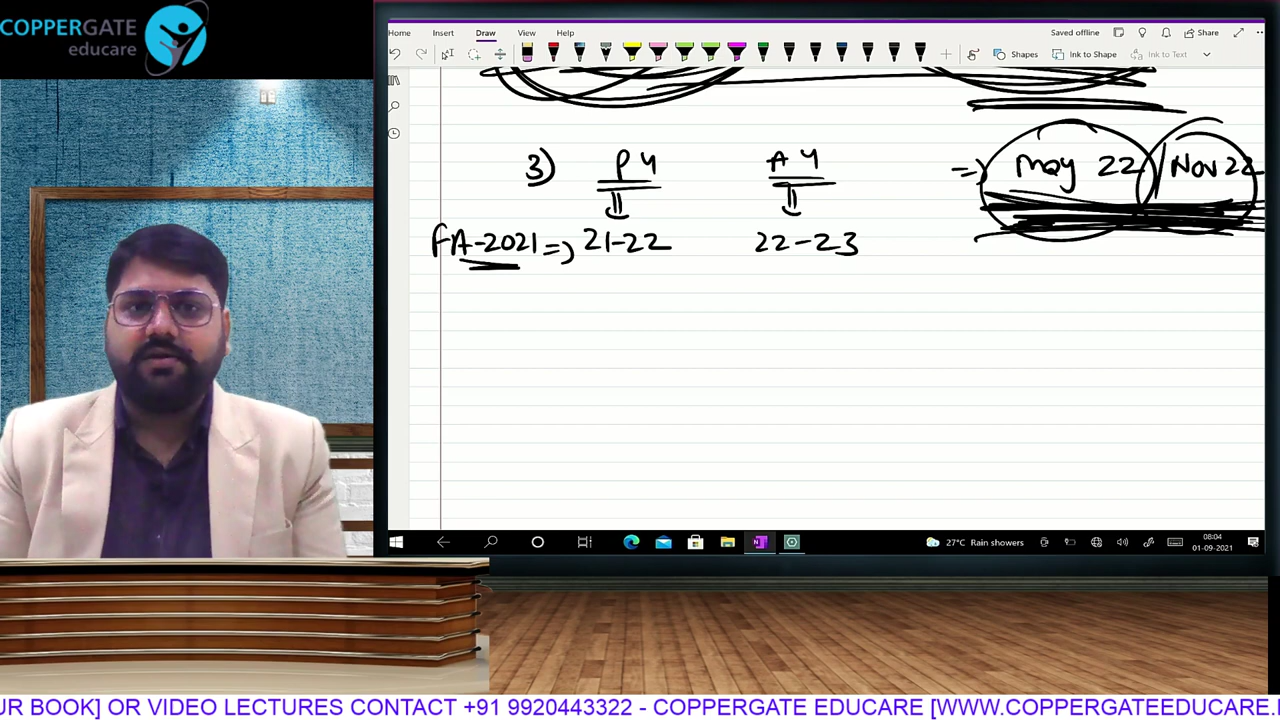 COPPERGATE
educare
Home Insert Draw View Help
Saved offline
Share
Shapes
Ink to Shape
Ink to Text
3) PY AY => May 22 Nov 22
FA-2021 => 21-22 22-23
27°C Rain showers
08:04
01-09-2021
UR BOOK] OR VIDEO LECTURES CONTACT +91 9920443322 - COPPERGATE EDUCARE [WWW.COPPERGATEEDUCARE.